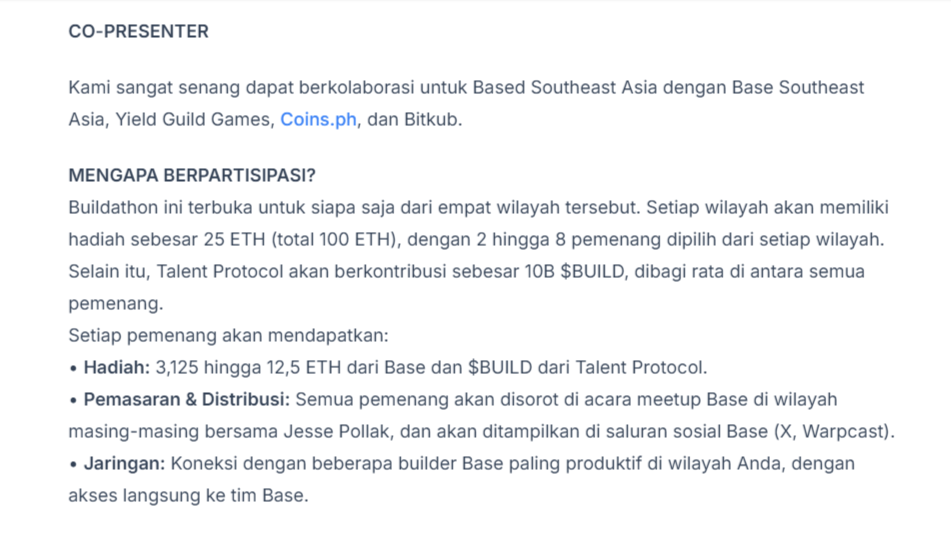 CO-PRESENTER
Kami sangat senang dapat berkolaborasi untuk Based Southeast Asia dengan Base Southeast
Asia, Yield Guild Games, Coins.ph, dan Bitkub.
MENGAPA BERPARTISIPASI?
Buildathon ini terbuka untuk siapa saja dari empat wilayah tersebut. Setiap wilayah akan memiliki
hadiah sebesar 25 ETH (total 100 ETH), dengan 2 hingga 8 pemenang dipilih dari setiap wilayah.
Selain itu, Talent Protocol akan berkontribusi sebesar 10B $BUILD, dibagi rata di antara semua
pemenang.
Setiap pemenang akan mendapatkan:
• Hadiah: 3,125 hingga 12,5 ETH dari Base dan $BUILD dari Talent Protocol.
• Pemasaran & Distribusi: Semua pemenang akan disorot di acara meetup Base di wilayah
masing-masing bersama Jesse Pollak, dan akan ditampilkan di saluran sosial Base (X, Warpcast).
• Jaringan: Koneksi dengan beberapa builder Base paling produktif di wilayah Anda, dengan
akses langsung ke tim Base.